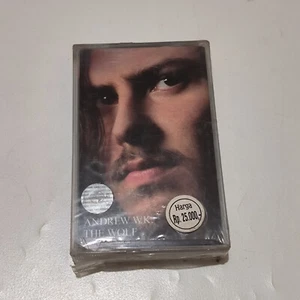 ANDREW W.K.
THE WOLF
Harga
Rp. 25.000,-